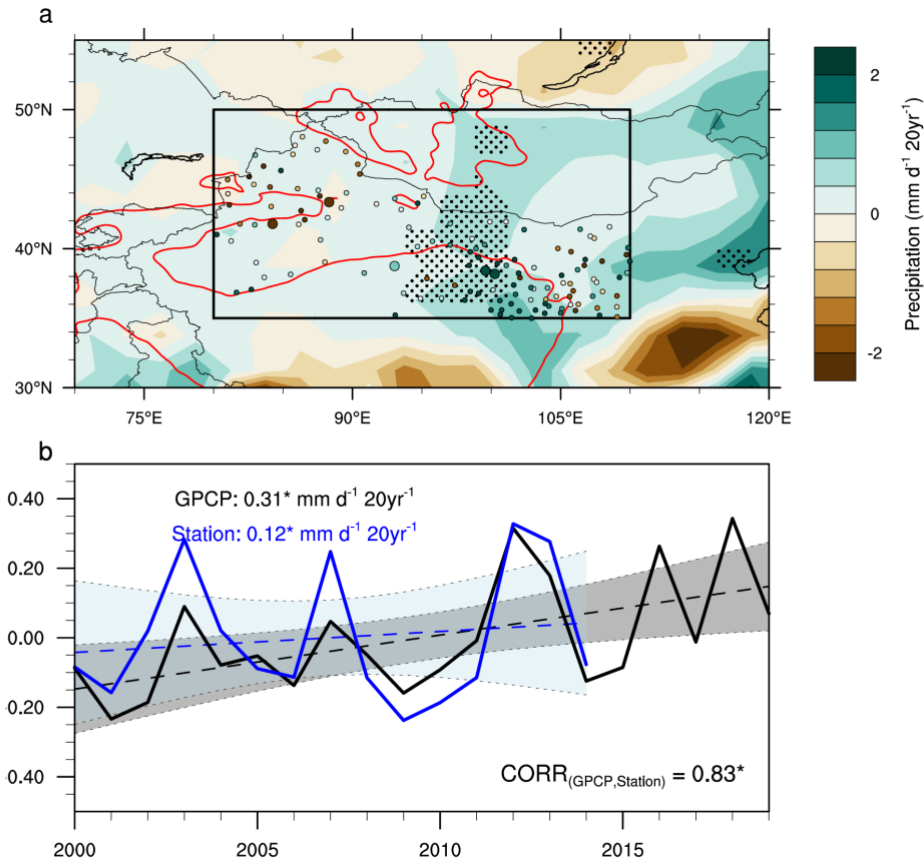 a
50°N
40°N
30°N
75°E 90°E 105°E 120°E
2
0
-2
Precipitation (mm d⁻¹ 20yr⁻¹)
b
GPCP: 0.31* mm d⁻¹ 20yr⁻¹
Station: 0.12* mm d⁻¹ 20yr⁻¹
0.40
0.20
0.00
0.20
0.40
CORR(GPCP,Station) = 0.83*
2000 2005 2010 2015